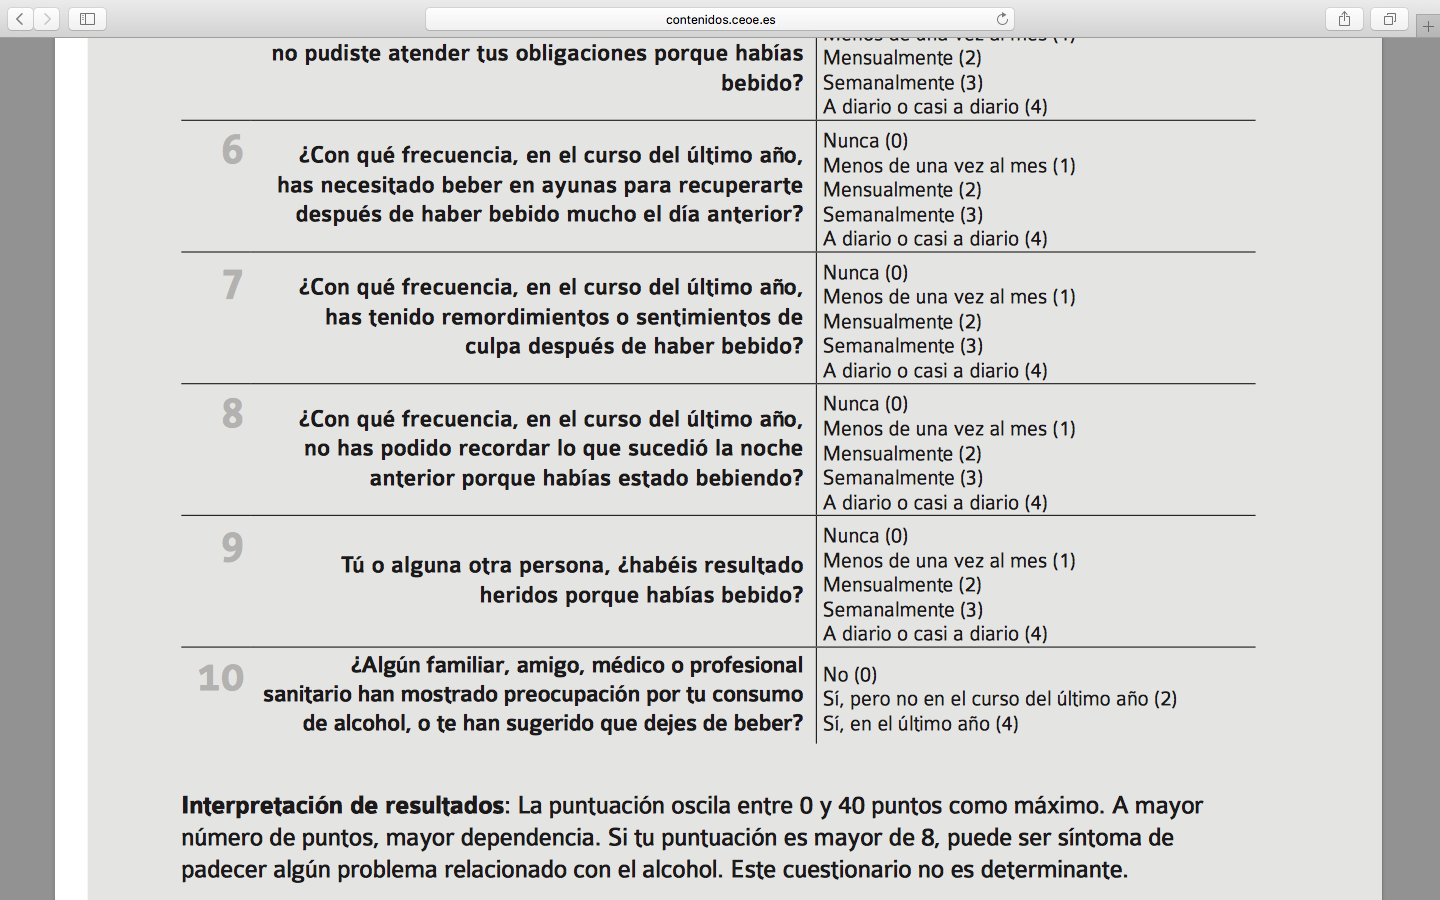 contenidos.ceoe.es
no pudiste atender tus obligaciones porque habías
bebido?
Menos de una vez al mes (1)
Mensualmente (2)
Semanalmente (3)
A diario o casi a diario (4)
6
¿Con qué frecuencia, en el curso del último año,
has necesitado beber en ayunas para recuperarte
después de haber bebido mucho el día anterior?
Nunca (0)
Menos de una vez al mes (1)
Mensualmente (2)
Semanalmente (3)
A diario o casi a diario (4)
7
¿Con qué frecuencia, en el curso del último año,
has tenido remordimientos o sentimientos de
culpa después de haber bebido?
Nunca (0)
Menos de una vez al mes (1)
Mensualmente (2)
Semanalmente (3)
A diario o casi a diario (4)
8
¿Con qué frecuencia, en el curso del último año,
no has podido recordar lo que sucedió la noche
anterior porque habías estado bebiendo?
Nunca (0)
Menos de una vez al mes (1)
Mensualmente (2)
Semanalmente (3)
A diario o casi a diario (4)
9
Tú o alguna otra persona, ¿habéis resultado
heridos porque habías bebido?
Nunca (0)
Menos de una vez al mes (1)
Mensualmente (2)
Semanalmente (3)
A diario o casi a diario (4)
10
¿Algún familiar, amigo, médico o profesional
sanitario han mostrado preocupación por tu consumo
de alcohol, o te han sugerido que dejes de beber?
No (0)
Sí, pero no en el curso del último año (2)
Sí, en el último año (4)
Interpretación de resultados: La puntuación oscila entre 0 y 40 puntos como máximo. A mayor
número de puntos, mayor dependencia. Si tu puntuación es mayor de 8, puede ser síntoma de
padecer algún problema relacionado con el alcohol. Este cuestionario no es determinante.